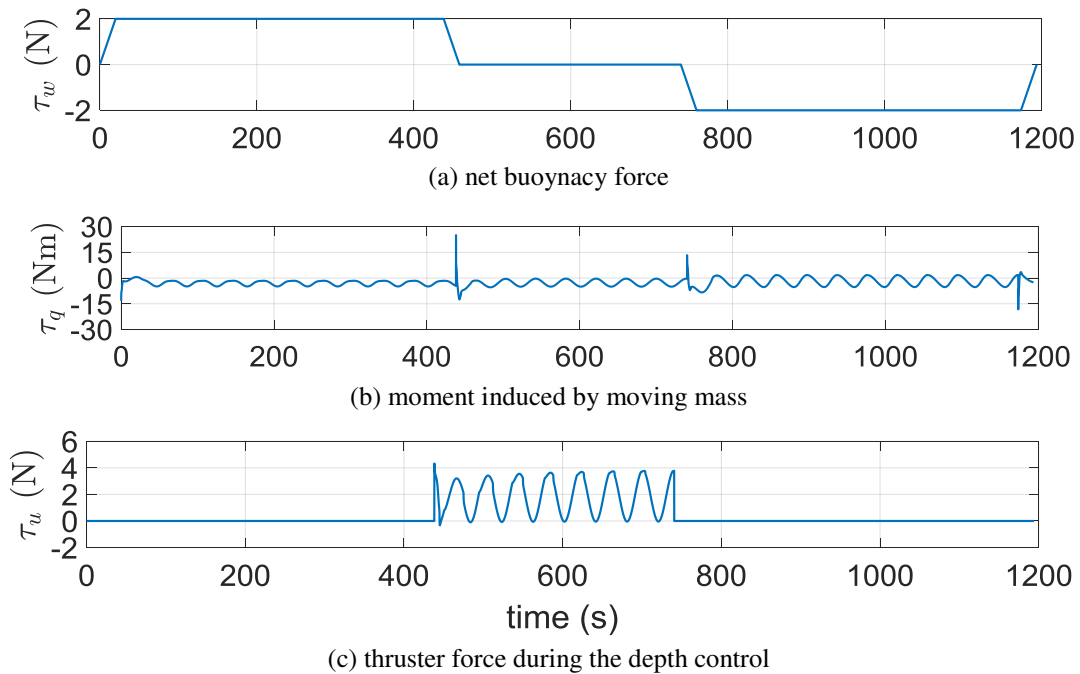 2
0
-2
τw (N)
0 200 400 600 800 1000 1200
(a) net buoynacy force
30
15
0
-15
-30
τq (Nm)
0 200 400 600 800 1000 1200
(b) moment induced by moving mass
6
4
2
0
-2
τu (N)
0 200 400 600 800 1000 1200
time (s)
(c) thruster force during the depth control